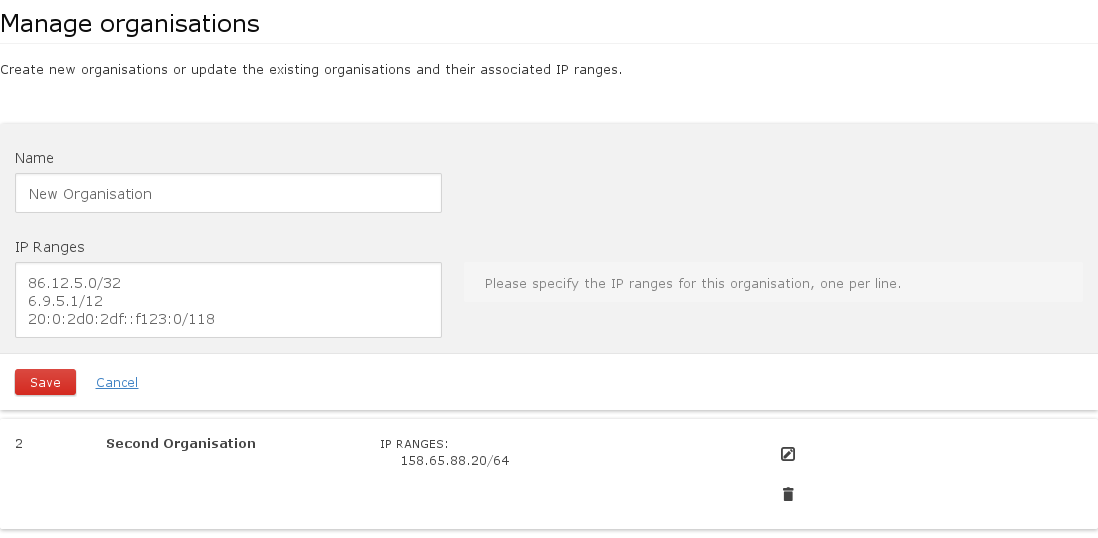 Manage organisations
Create new organisations or update the existing organisations and their associated IP ranges.
Name
New Organisation
IP Ranges
86.12.5.0/32
6.9.5.1/12
20:0:2d0:2df::f123:0/118
Please specify the IP ranges for this organisation, one per line.
Save Cancel
2 Second Organisation IP RANGES:
158.65.88.20/64